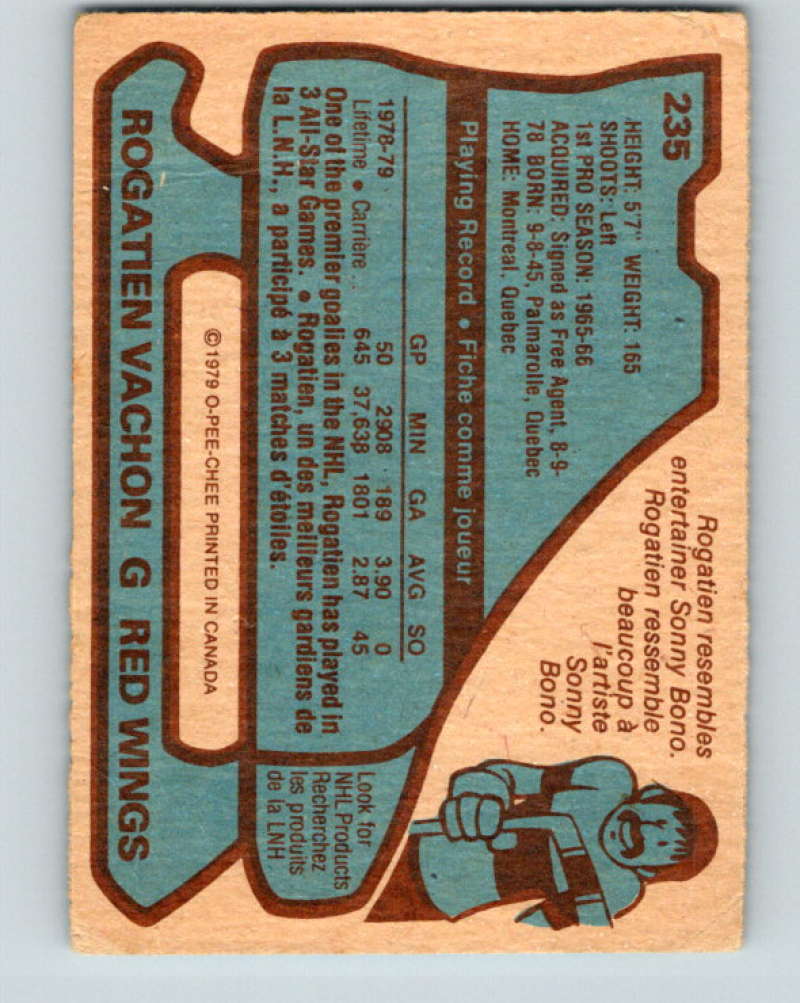 235
HEIGHT: 5'7" WEIGHT: 165
SHOOTS: Left
1st PRO SEASON: 1965-66
ACQUIRED: Signed as Free Agent, 8-9-
78 BORN: 9-8-45, Palmarolle, Quebec
HOME: Montreal, Quebec
Rogatien resembles
entertainer Sonny Bono.
Rogatien ressemble
beaucoup à
l'artiste
Sonny
Bono.
Playing Record • Fiche comme joueur
GP MIN GA AVG SO
1978-79 50 2908 189 3.90 0
Lifetime • Carrière 645 37,638 1801 2.87 45
One of the premier goalies in the NHL, Rogatien has played in
3 All-Star Games. • Rogatien, un des meilleurs gardiens de
la L.N.H., a participé à 3 matches d'étoiles.
Look for
NHL Products
Recherchez
les produits
de la LNH
©1979 O-PEE-CHEE PRINTED IN CANADA
ROGATIEN VACHON G RED WINGS